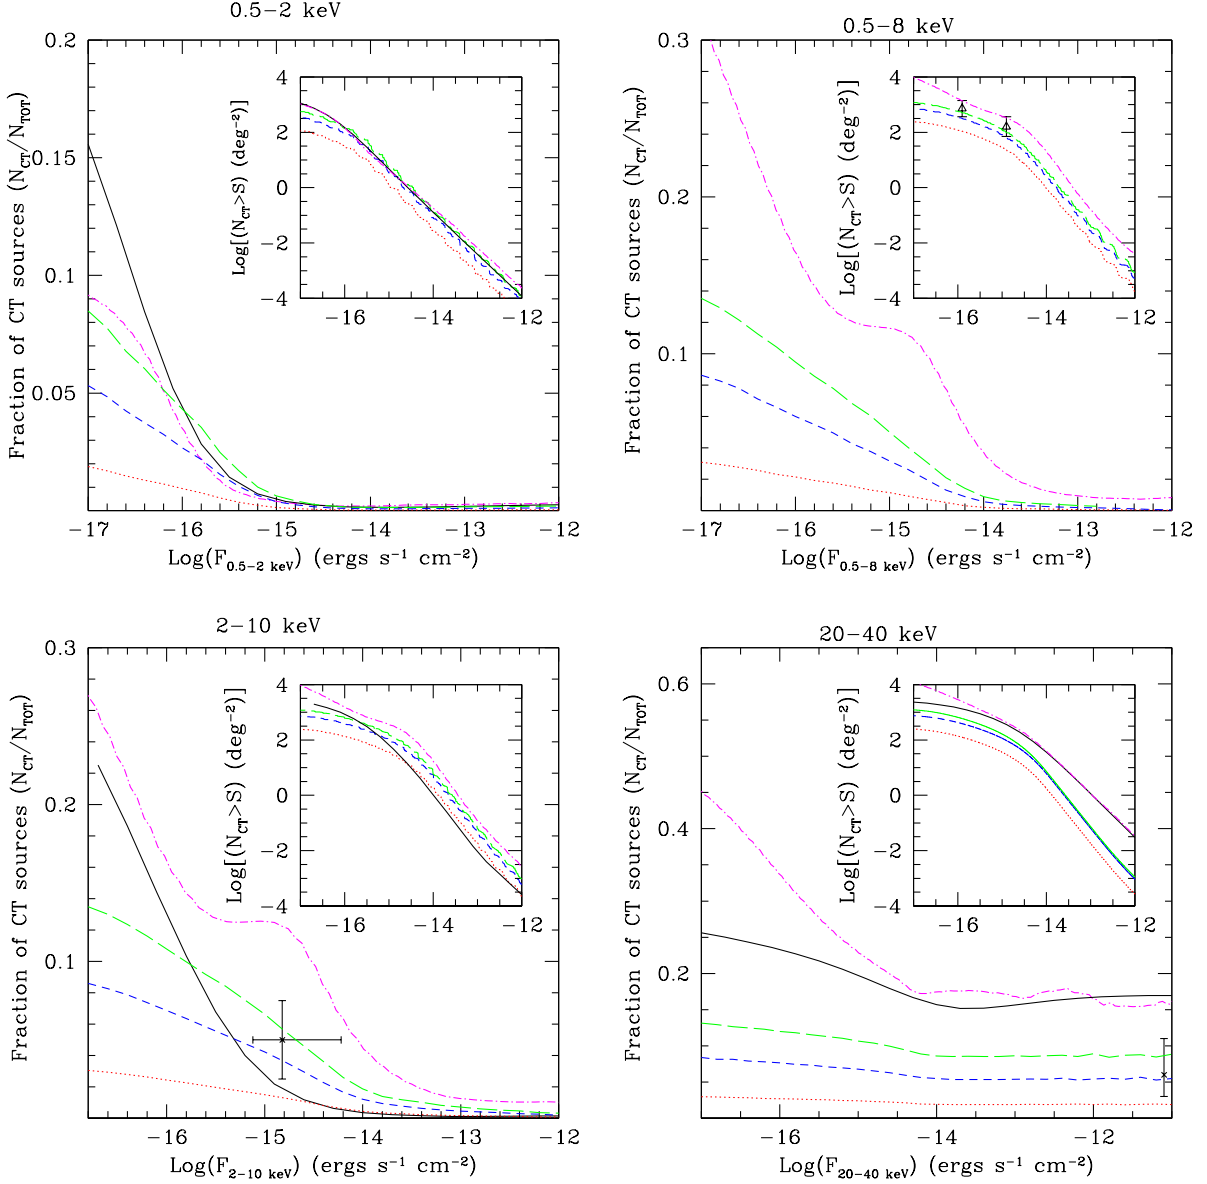 0.5−2 keV
Fraction of CT sources (N_CT/N_TOT)
0.2
0.15
0.1
0.05
−17 −16 −15 −14 −13 −12
Log(F_0.5−2 keV) (ergs s⁻¹ cm⁻²)
Log[(N_CT>S) (deg⁻²)]
4
2
0
−2
−4
−16 −14 −12
0.5−8 keV
Fraction of CT sources (N_CT/N_TOT)
0.3
0.2
0.1
−17 −16 −15 −14 −13 −12
Log(F_0.5−8 keV) (ergs s⁻¹ cm⁻²)
Log[(N_CT>S) (deg⁻²)]
4
2
0
−2
−4
−16 −14 −12
2−10 keV
Fraction of CT sources (N_CT/N_TOT)
0.3
0.2
0.1
−16 −15 −14 −13 −12
Log(F_2−10 keV) (ergs s⁻¹ cm⁻²)
Log[(N_CT>S) (deg⁻²)]
4
2
0
−2
−4
−16 −14 −12
20−40 keV
Fraction of CT sources (N_CT/N_TOT)
0.6
0.4
0.2
−16 −14 −12
Log(F_20−40 keV) (ergs s⁻¹ cm⁻²)
Log[(N_CT>S) (deg⁻²)]
4
2
0
−2
−4
−16 −14 −12